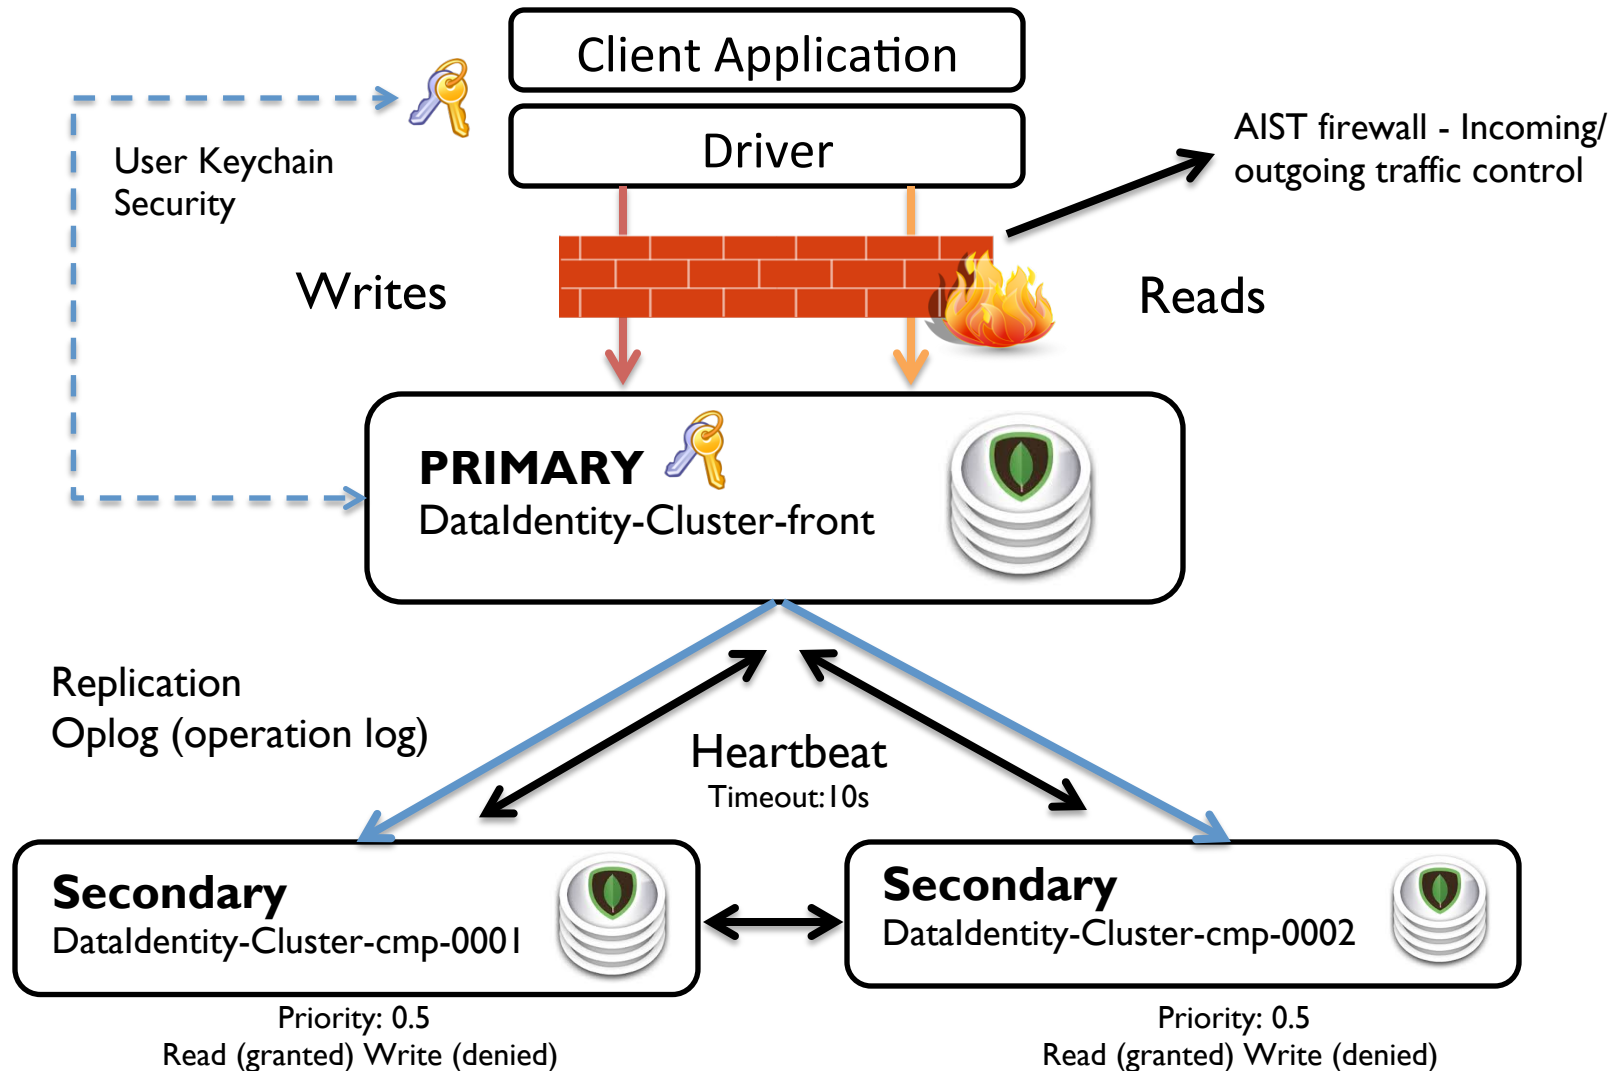 Client Application
Driver
User Keychain
Security
AIST firewall - Incoming/
outgoing traffic control
Writes
Reads
PRIMARY
DataIdentity-Cluster-front
Replication
Oplog (operation log)
Heartbeat
Timeout:10s
Secondary
DataIdentity-Cluster-cmp-0001
Priority: 0.5
Read (granted) Write (denied)
Secondary
DataIdentity-Cluster-cmp-0002
Priority: 0.5
Read (granted) Write (denied)